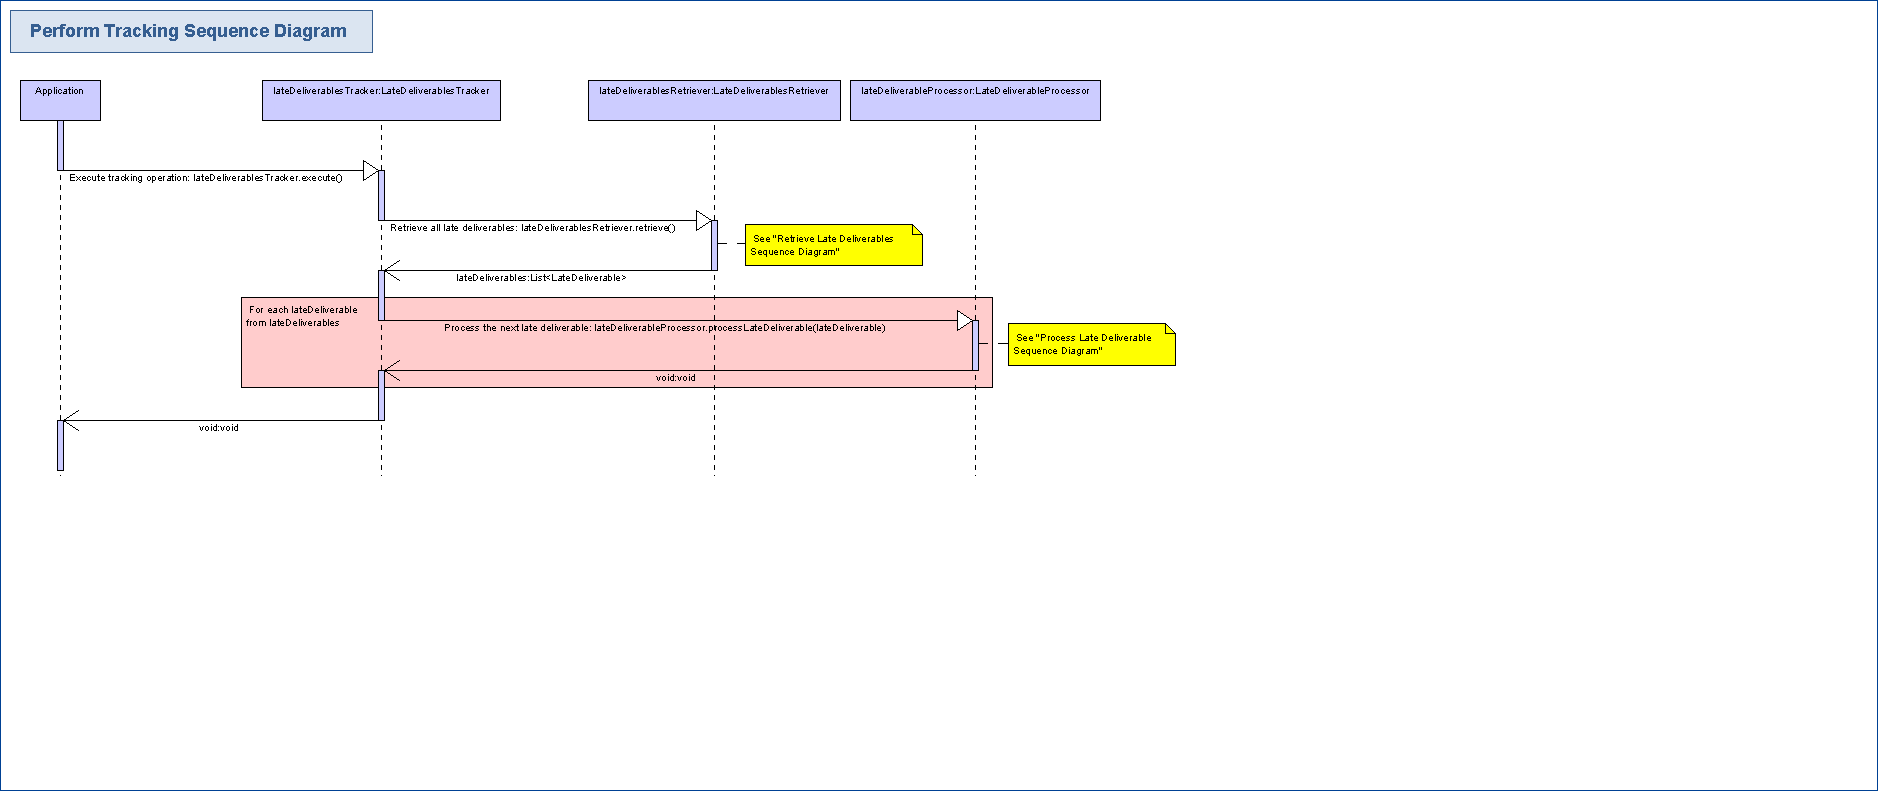 Perform Tracking Sequence Diagram
Application
lateDeliverablesTracker:LateDeliverablesTracker
lateDeliverablesRetriever:LateDeliverablesRetriever
lateDeliverableProcessor:LateDeliverableProcessor
Execute tracking operation: lateDeliverablesTracker.execute()
Retrieve all late deliverables: lateDeliverablesRetriever.retrieve()
See "Retrieve Late Deliverables
Sequence Diagram"
lateDeliverables:List<LateDeliverable>
For each lateDeliverable
from lateDeliverables
Process the next late deliverable: lateDeliverableProcessor.processLateDeliverable(lateDeliverable)
See "Process Late Deliverable
Sequence Diagram"
void:void
void:void